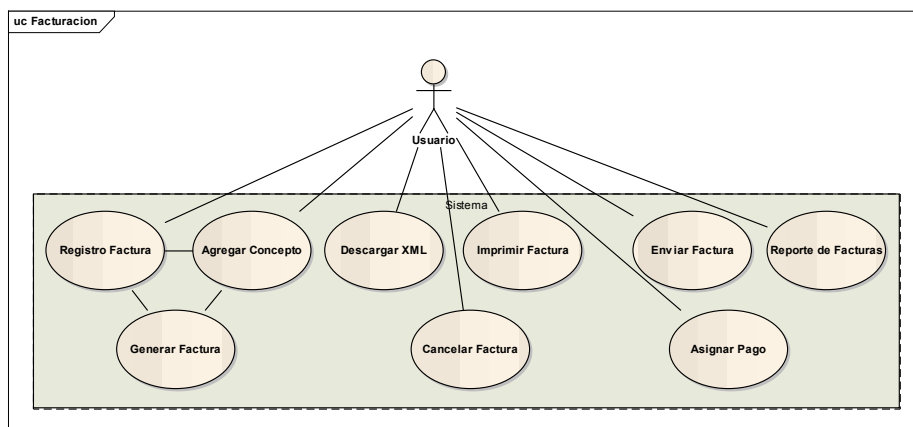 uc Facturacion
Usuario
Sistema
Registro Factura
Agregar Concepto
Descargar XML
Imprimir Factura
Enviar Factura
Reporte de Facturas
Generar Factura
Cancelar Factura
Asignar Pago